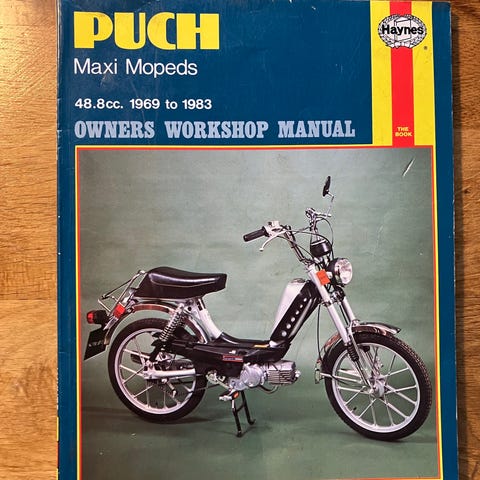 PUCH
Haynes
®
Maxi Mopeds
48.8cc. 1969 to 1983
OWNERS WORKSHOP MANUAL
THE
BOOK